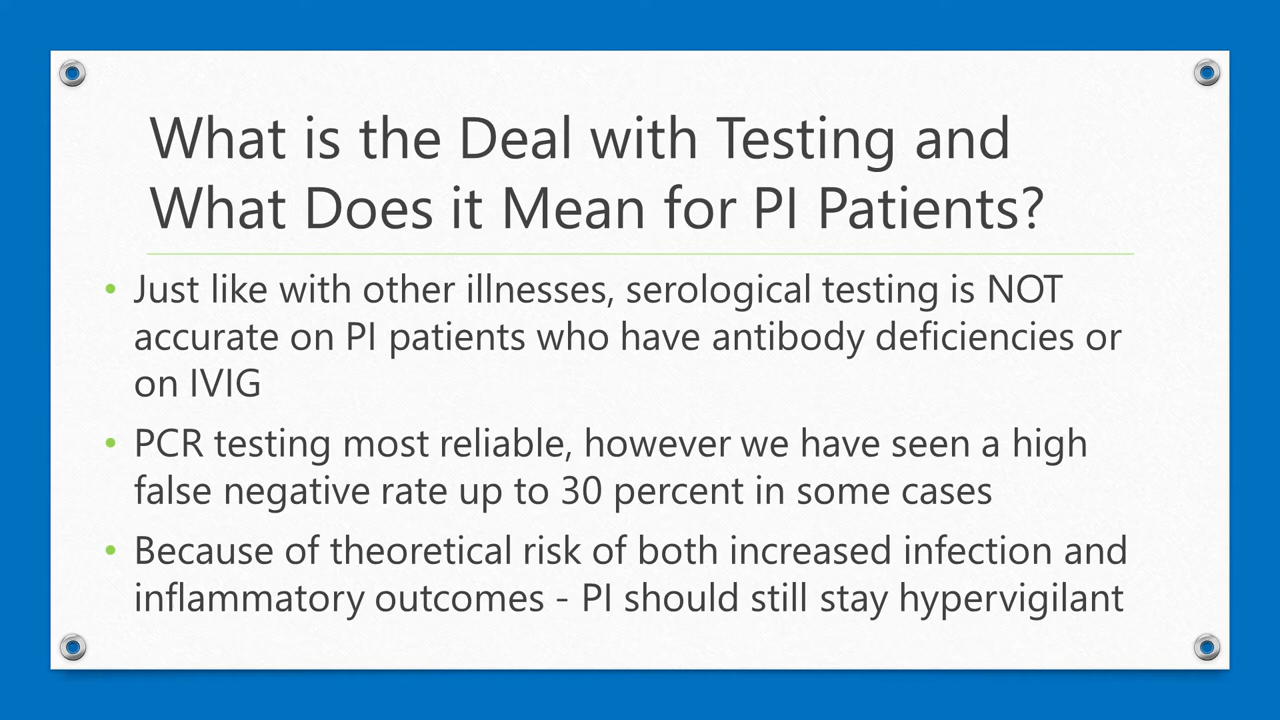 What is the Deal with Testing and
What Does it Mean for PI Patients?
• Just like with other illnesses, serological testing is NOT
accurate on PI patients who have antibody deficiencies or
on IVIG
• PCR testing most reliable, however we have seen a high
false negative rate up to 30 percent in some cases
• Because of theoretical risk of both increased infection and
inflammatory outcomes - PI should still stay hypervigilant